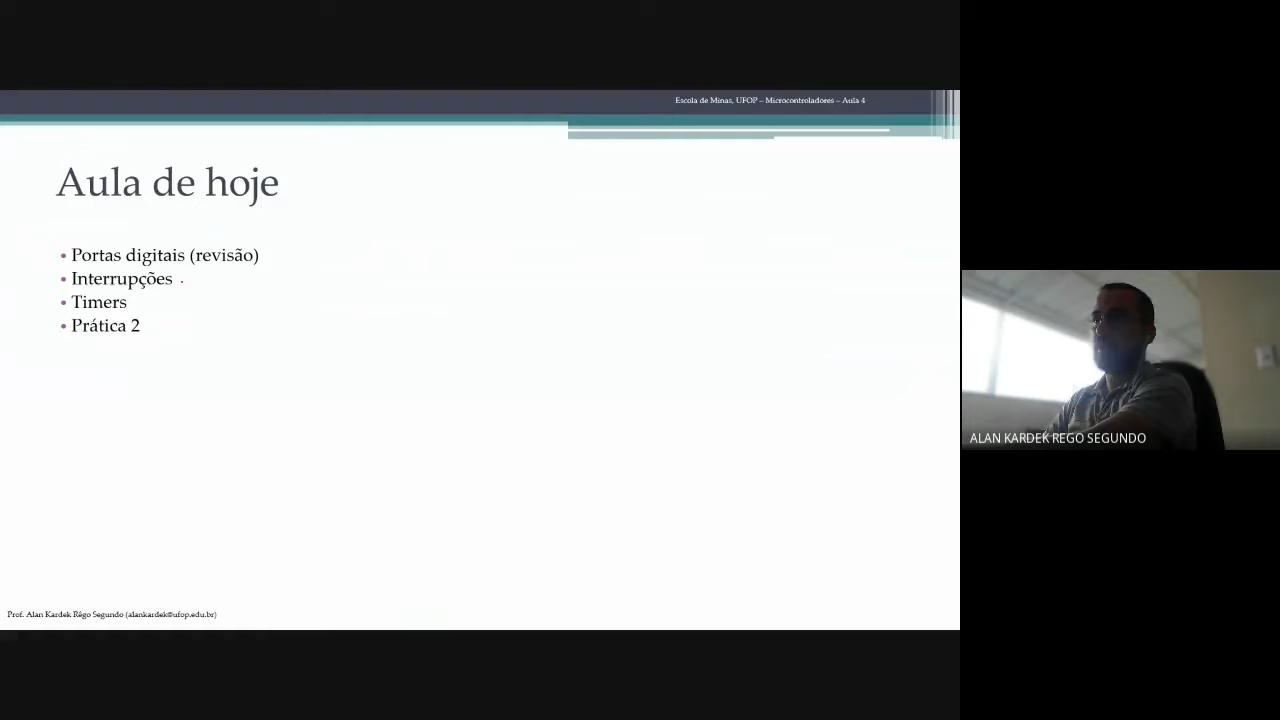 Escola de Minas, UFOP – Microcontroladores – Aula 4
Aula de hoje
• Portas digitais (revisão)
• Interrupções
• Timers
• Prática 2
ALAN KARDEK REGO SEGUNDO
Prof. Alan Kardek Rêgo Segundo (alankardek@ufop.edu.br)